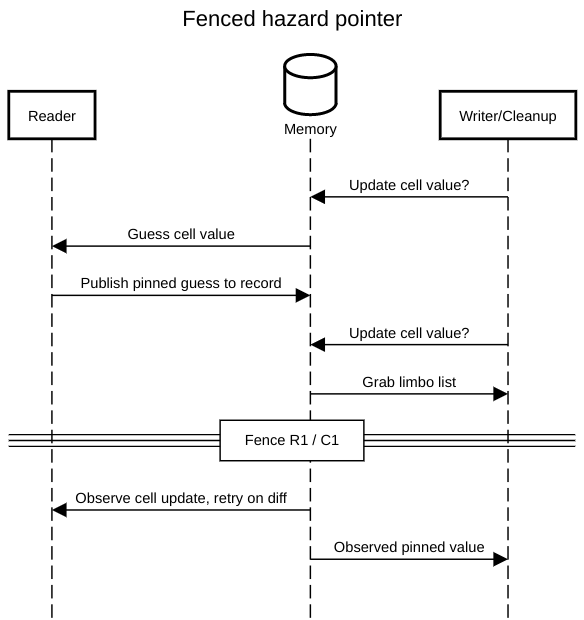 Fenced hazard pointer
Reader
Memory
Writer/Cleanup
Update cell value?
Guess cell value
Publish pinned guess to record
Update cell value?
Grab limbo list
Fence R1 / C1
Observe cell update, retry on diff
Observed pinned value